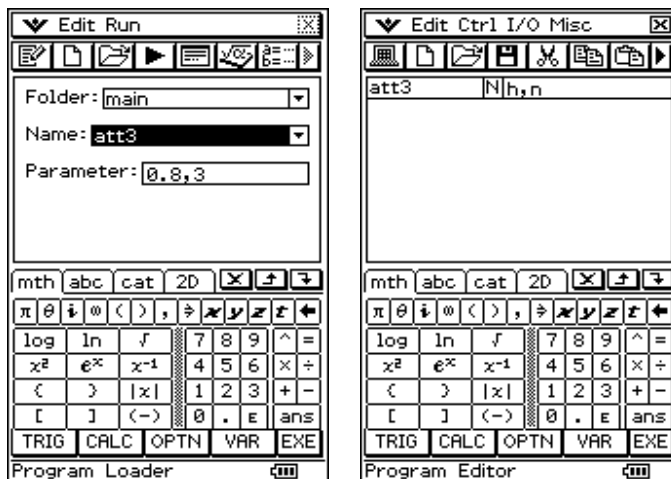 Edit Run
Folder: main
Name: att3
Parameter: 0.8,3
mth abc cat 2D
π θ i ∞ ( ) , ⇒ x y z t
log ln √ 7 8 9 ^ =
x² eˣ x⁻¹ 4 5 6 × ÷
{ } |x| 1 2 3 + −
[ ] (−) 0 . E ans
TRIG CALC OPTN VAR EXE
Program Loader
Edit Ctrl I/O Misc
att3 N h,n
mth abc cat 2D
π θ i ∞ ( ) , ⇒ x y z t
log ln √ 7 8 9 ^ =
x² eˣ x⁻¹ 4 5 6 × ÷
{ } |x| 1 2 3 + −
[ ] (−) 0 . E ans
TRIG CALC OPTN VAR EXE
Program Editor